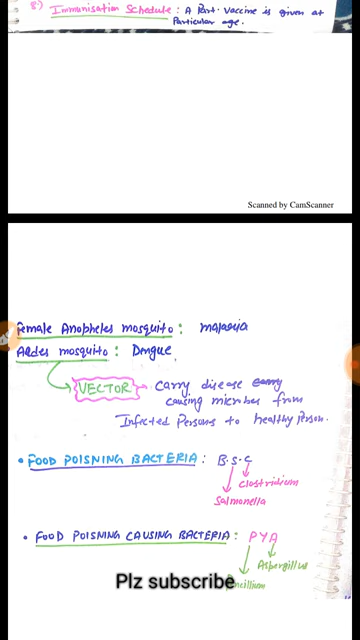 8) Immunisation Schedule : A Part. vaccine is given at
Particular age.
Scanned by CamScanner
Female Anopheles mosquito : malaria
Aedes mosquito : Dengue.
VECTOR → carry disease
causing microbes from
Infected Persons to healthy Person.
• FOOD POISNING BACTERIA : B.S.C
Clostridium
Salmonella
• FOOD POISNING CAUSING BACTERIA : PYA
Aspergillus
Plz subscribe